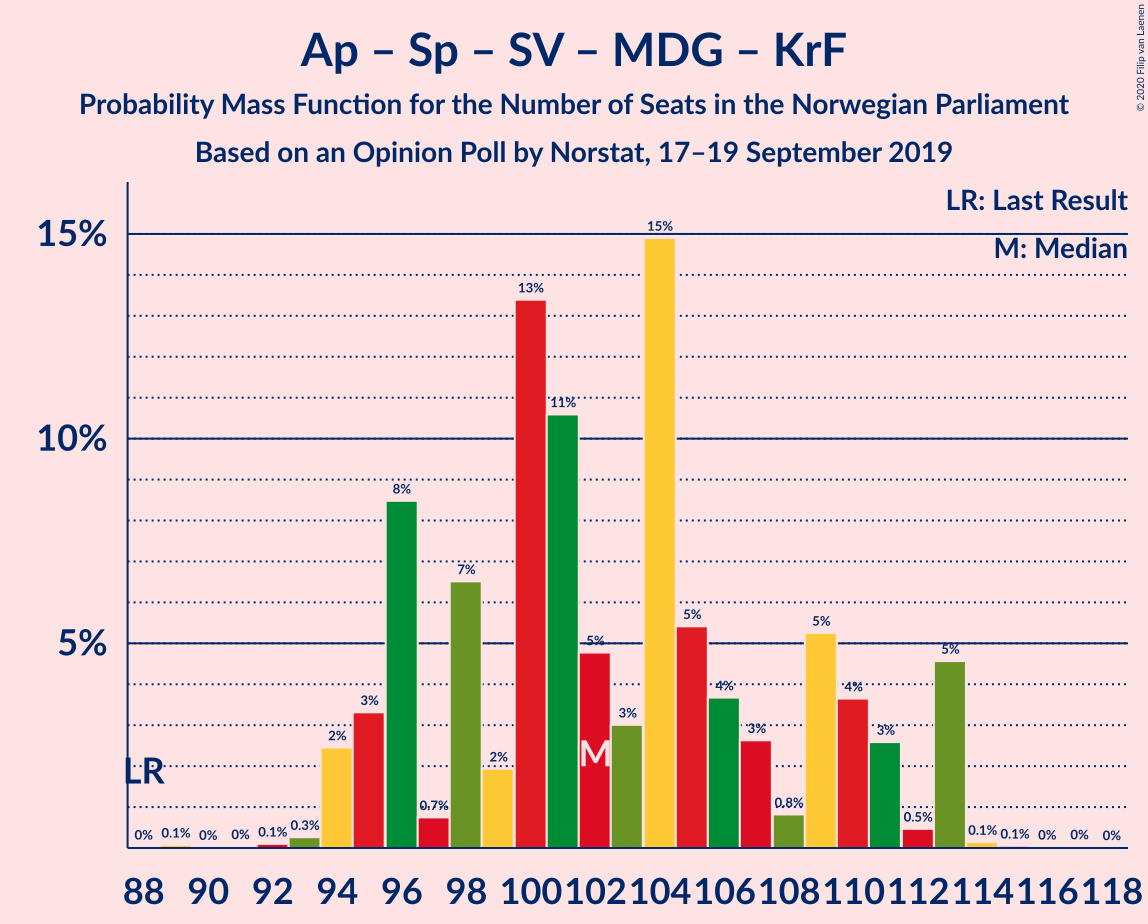 Ap – Sp – SV – MDG – KrF
Probability Mass Function for the Number of Seats in the Norwegian Parliament
Based on an Opinion Poll by Norstat, 17–19 September 2019
© 2020 Filip van Laenen
LR: Last Result
M: Median
15%
10%
5%
0% 0.1% 0% 0% 0.1% 0.3% 2% 3% 8% 0.7% 7% 2% 13% 11% 5% 3% 15% 5% 4% 3% 0.8% 5% 4% 3% 0.5% 5% 0.1% 0.1% 0% 0% 0%
LR
M
88 90 92 94 96 98 100 102 104 106 108 110 112 114 116 118